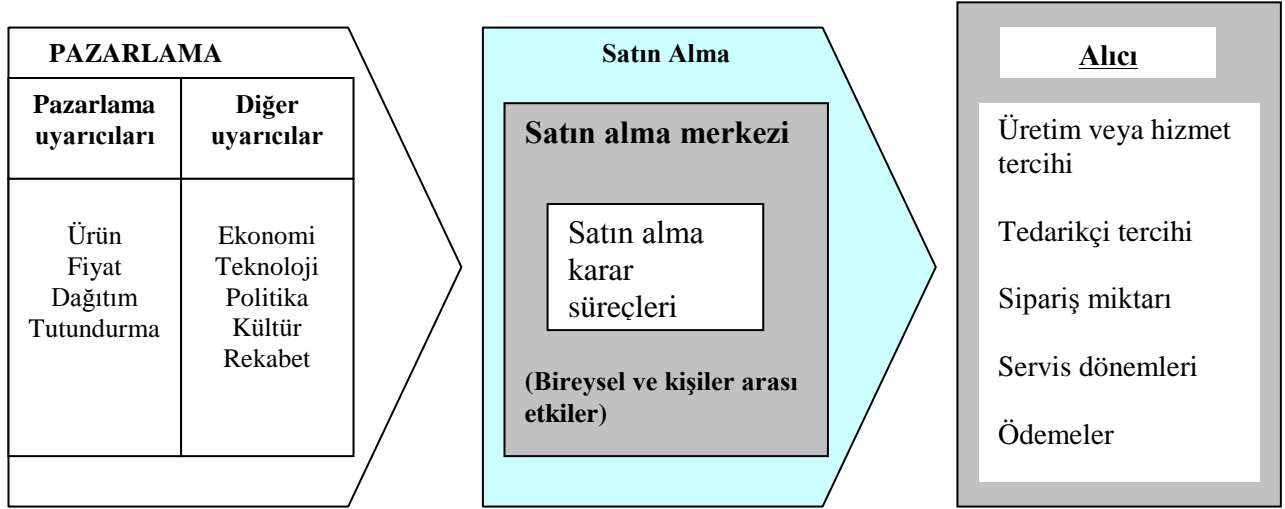 PAZARLAMA
Pazarlama
uyarıcıları
Diğer
uyarıcılar
Ürün
Fiyat
Dağıtım
Tutundurma
Ekonomi
Teknoloji
Politika
Kültür
Rekabet
Satın Alma
Satın alma merkezi
Satın alma
karar
süreçleri
(Bireysel ve kişiler arası
etkiler)
Alıcı
Üretim veya hizmet
tercihi
Tedarikçi tercihi
Sipariş miktarı
Servis dönemleri
Ödemeler